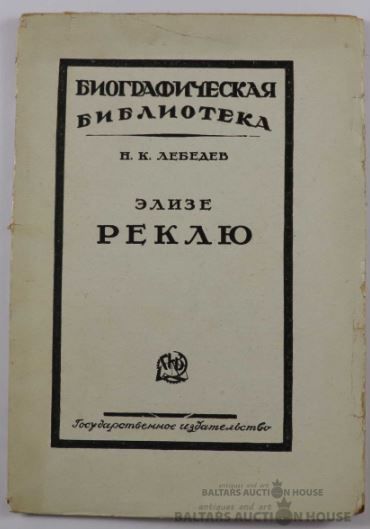 БИОГРАФИЧЕСКАЯ
БИБЛИОТЕКА
Н. К. ЛЕБЕДЕВ
ЭЛИЗЕ
РЕКЛЮ
Государственное издательство
antiques and art
BALTARS AUCTION HOUSE
antiques and art
BALTARS AUCTION HOUSE